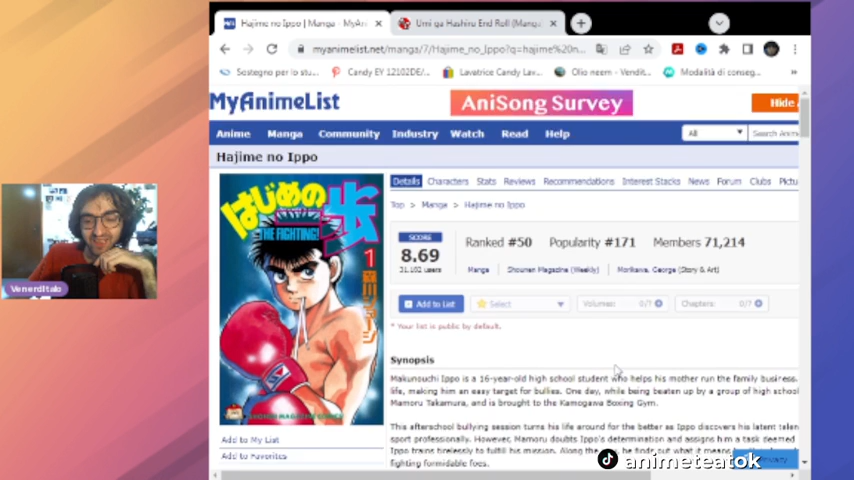 Hajime no Ippo | Manga - MyAn
Umi ga Hashiru End Roll (Manga
myanimelist.net/manga/7/Hajime_no_Ippo?q=hajime%20n...
Sostegno per lo stu...
Candy EY 12102DE/...
Lavatrice Candy Lav...
Olio neem - Vendit...
Modalità di conseg...
MyAnimeList
AniSong Survey
Hide
Anime Manga Community Industry Watch Read Help
All
Search Anim
Hajime no Ippo
はじめの一歩
THE FIGHTING!
1
Details Characters Stats Reviews Recommendations Interest Stacks News Forum Clubs Pictu
Top > Manga > Hajime no Ippo
SCORE
8.69
Ranked #50 Popularity #171 Members 71,214
Manga | Shounen Magazine (Weekly) | Morikawa, George (Story & Art)
Add to List
Select
Volumes: 0/?
Chapters: 0/?
* Your list is public by default.
Synopsis
Makunouchi Ippo is a 16-year-old high school student who helps his mother run the family business.
life, making him an easy target for bullies. One day, while being beaten up by a group of high school
Mamoru Takamura, and is brought to the Kamogawa Boxing Gym.
This afterschool bullying session turns his life around for the better as Ippo discovers his latent talen
sport professionally. However, Mamoru doubts Ippo's determination and assigns him a task deemed
Ippo trains tirelessly to fulfill his mission. Along the way, he finds out what it means
fighting formidable foes.
Add to My List
Add to Favorites
VenerdItalo
animeteatok